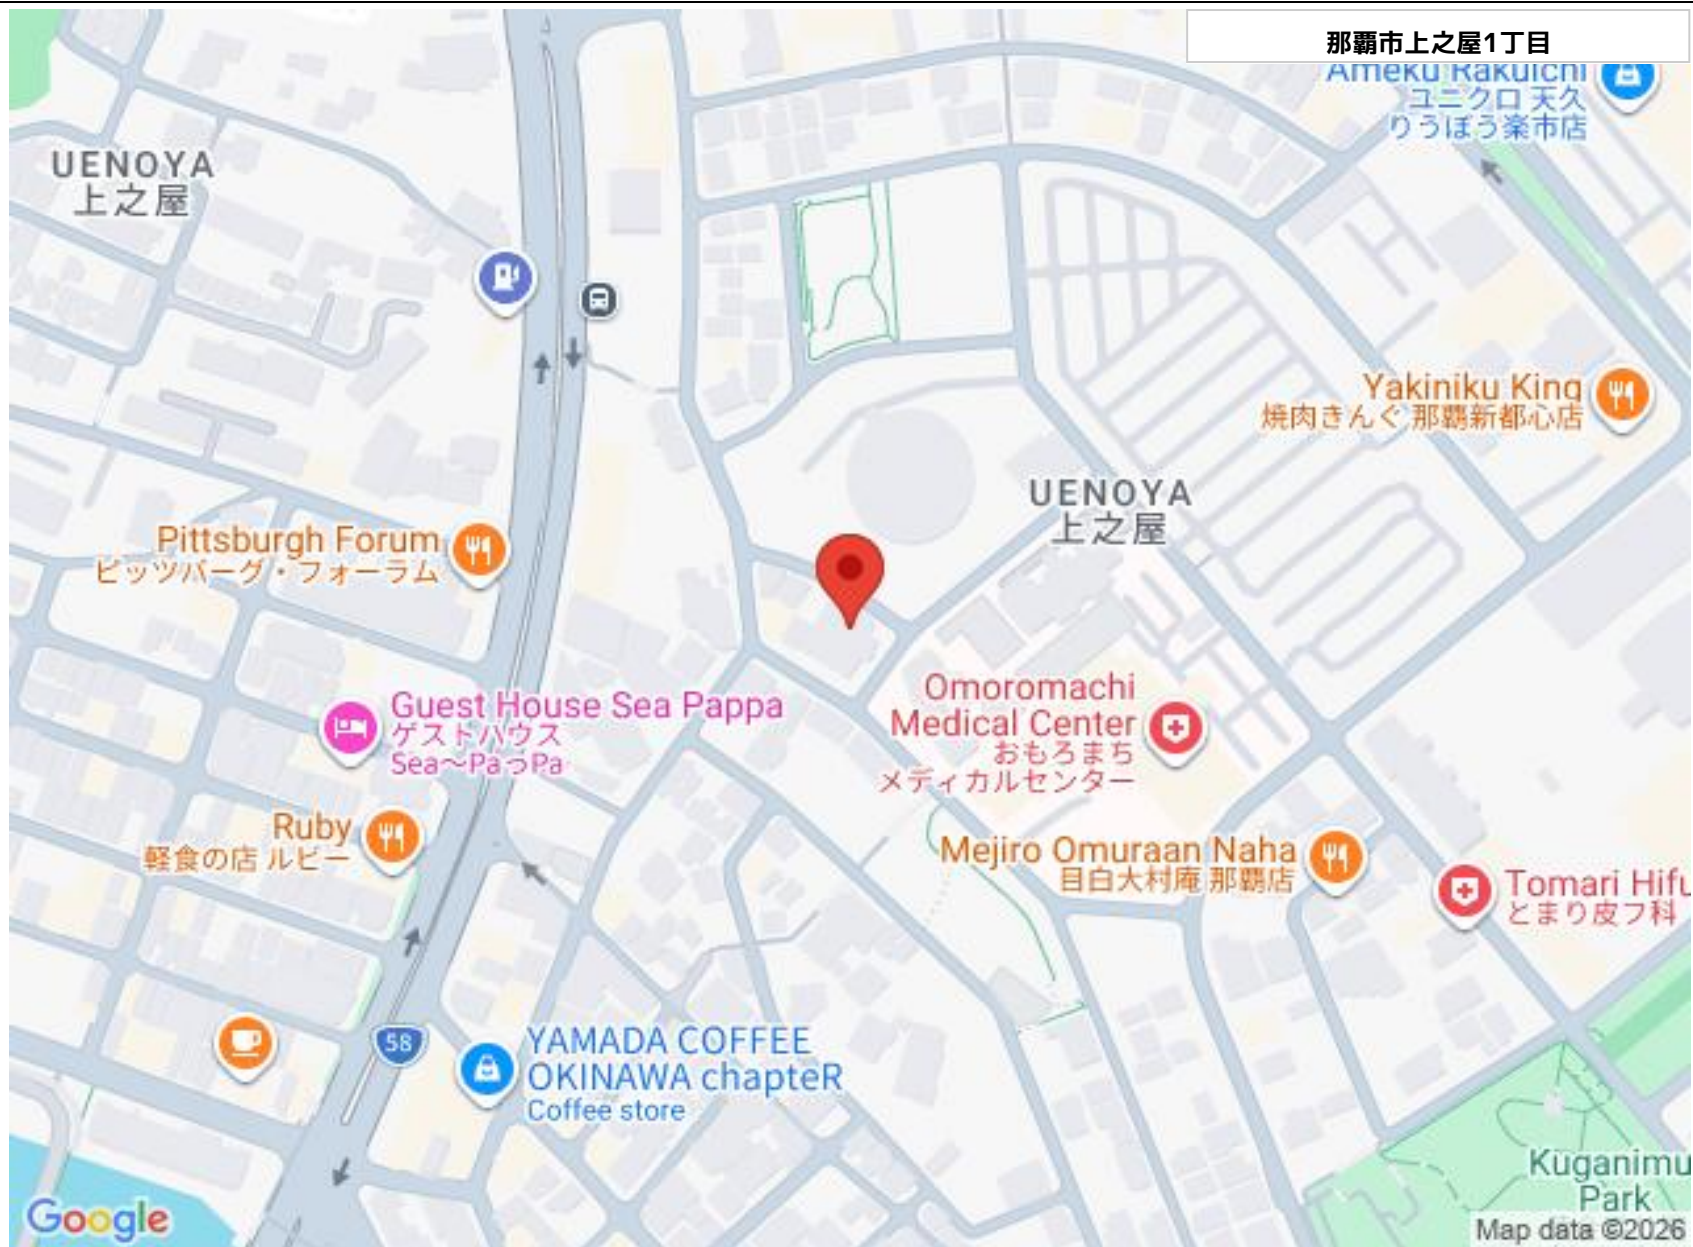 那覇市上之屋1丁目
Ameku Rakuichi
ユニクロ 天久
りうぼう楽市店
UENOYA
上之屋
Yakiniku King
焼肉きんぐ 那覇新都心店
UENOYA
上之屋
Pittsburgh Forum
ピッツバーグ・フォーラム
Omoromachi
Medical Center
おもろまち
メディカルセンター
Guest House Sea Pappa
ゲストハウス
Sea〜PaっPa
Ruby
軽食の店 ルビー
Mejiro Omuraan Naha
目白大村庵 那覇店
Tomari Hifu
とまり皮フ科
58
YAMADA COFFEE
OKINAWA chapteR
Coffee store
Kuganimu
Park
Google
Map data ©2026